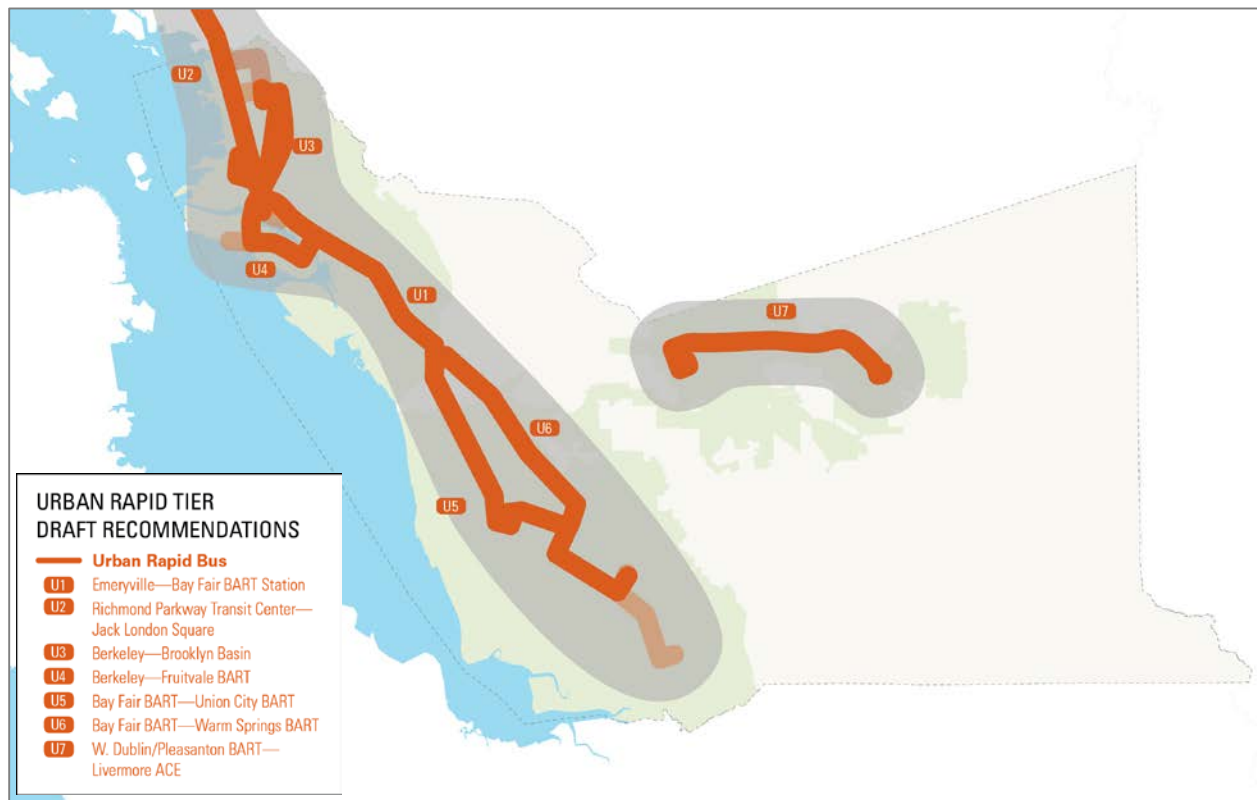 U2
U3
U4
U1
U7
U6
U5
URBAN RAPID TIER
DRAFT RECOMMENDATIONS
Urban Rapid Bus
U1 Emeryville—Bay Fair BART Station
U2 Richmond Parkway Transit Center—
Jack London Square
U3 Berkeley—Brooklyn Basin
U4 Berkeley—Fruitvale BART
U5 Bay Fair BART—Union City BART
U6 Bay Fair BART—Warm Springs BART
U7 W. Dublin/Pleasanton BART—
Livermore ACE